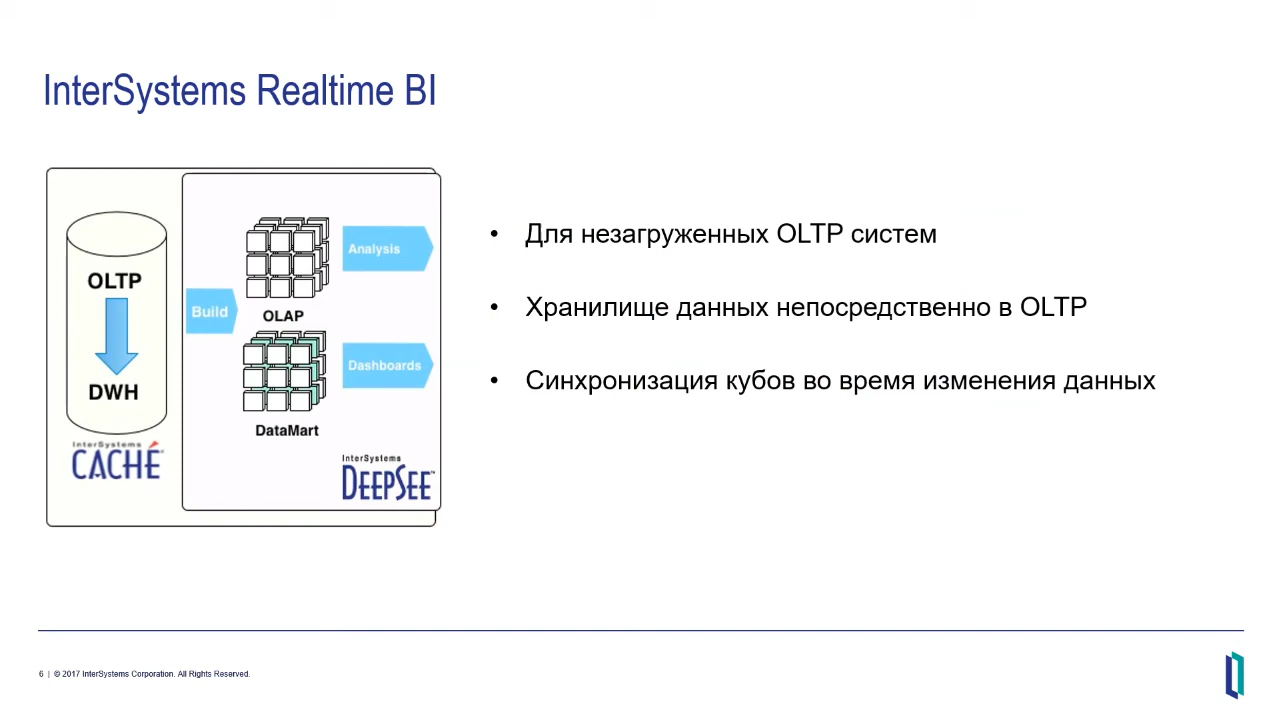 InterSystems Realtime BI
OLTP
DWH
InterSystems
CACHÉ
Build
OLAP
DataMart
Analysis
Dashboards
InterSystems
DEEPSEE™
• Для незагруженных OLTP систем
• Хранилище данных непосредственно в OLTP
• Синхронизация кубов во время изменения данных
6 | © 2017 InterSystems Corporation. All Rights Reserved.